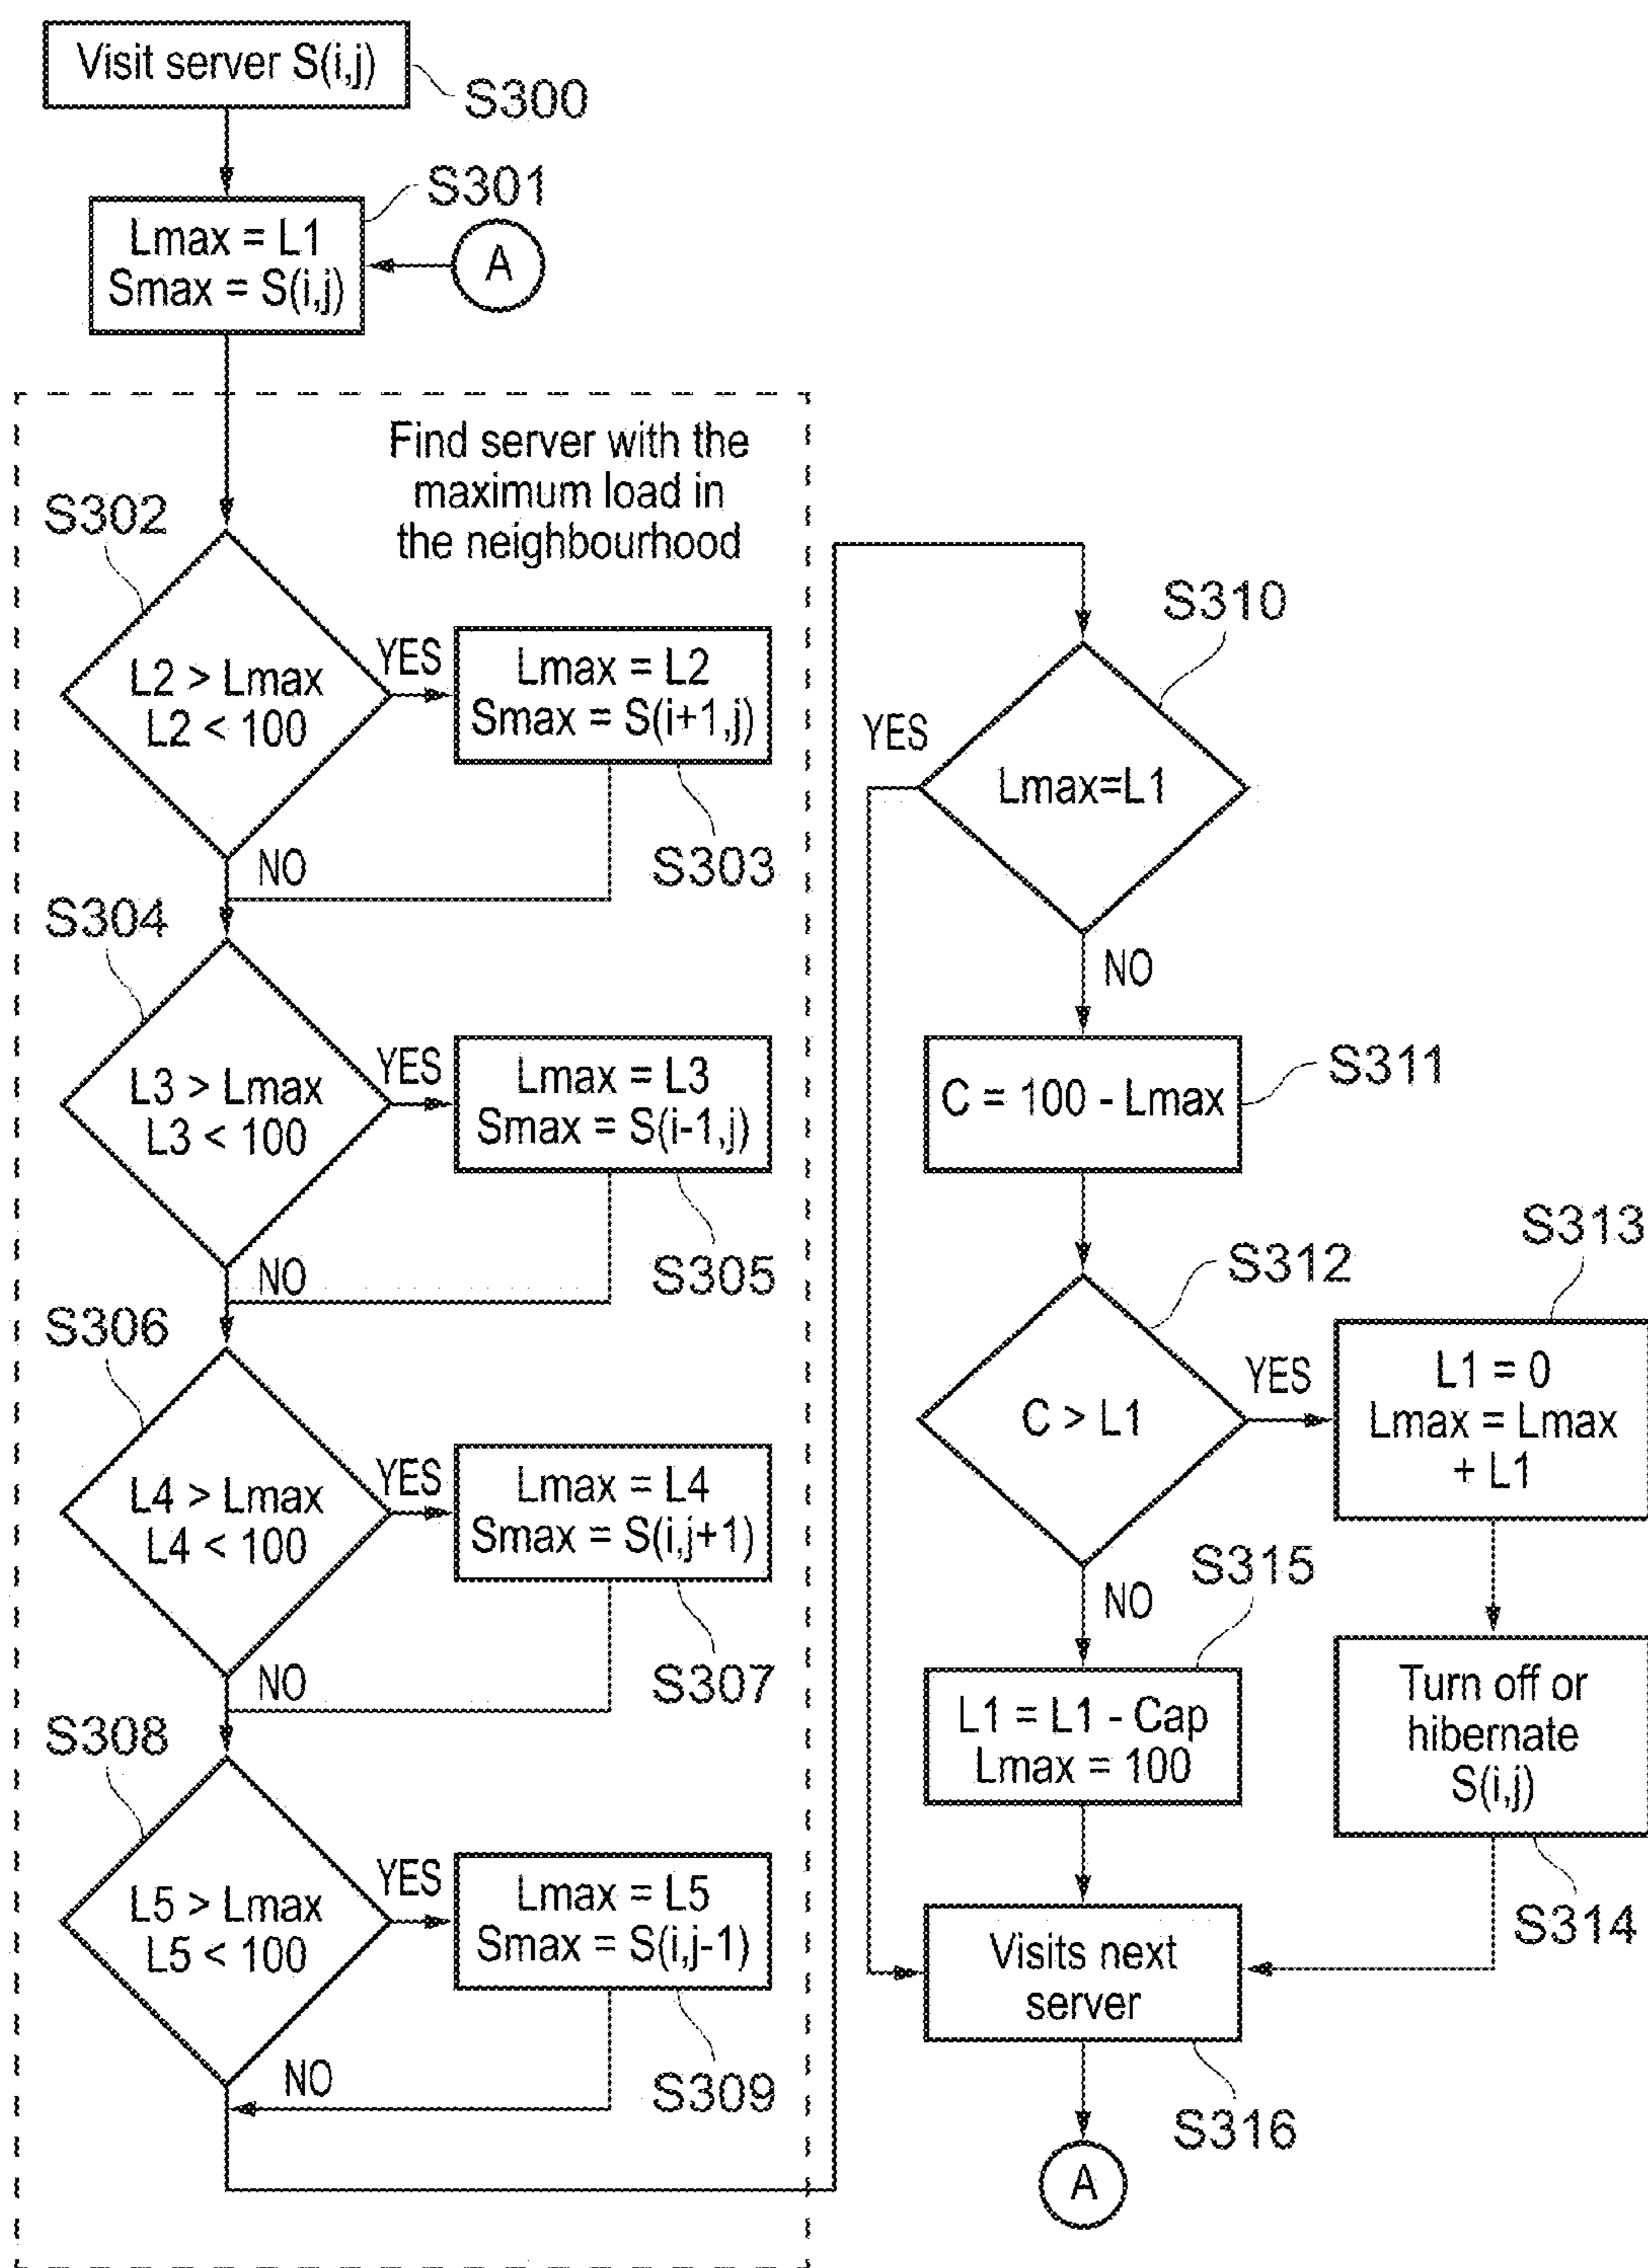 Visit server S(i,j)
S300
S301
Lmax = L1
Smax = S(i,j)
A
Find server with the
maximum load in
the neighbourhood
S302
L2 > Lmax
L2 < 100
YES
Lmax = L2
Smax = S(i+1,j)
S303
NO
S304
L3 > Lmax
L3 < 100
YES
Lmax = L3
Smax = S(i-1,j)
S305
NO
S306
L4 > Lmax
L4 < 100
YES
Lmax = L4
Smax = S(i,j+1)
S307
NO
S308
L5 > Lmax
L5 < 100
YES
Lmax = L5
Smax = S(i,j-1)
S309
NO
S310
YES
Lmax=L1
NO
C = 100 - Lmax
S311
S312
C > L1
YES
S313
L1 = 0
Lmax = Lmax
+ L1
NO
S315
L1 = L1 - Cap
Lmax = 100
Turn off or
hibernate
S(i,j)
S314
Visits next
server
S316
A